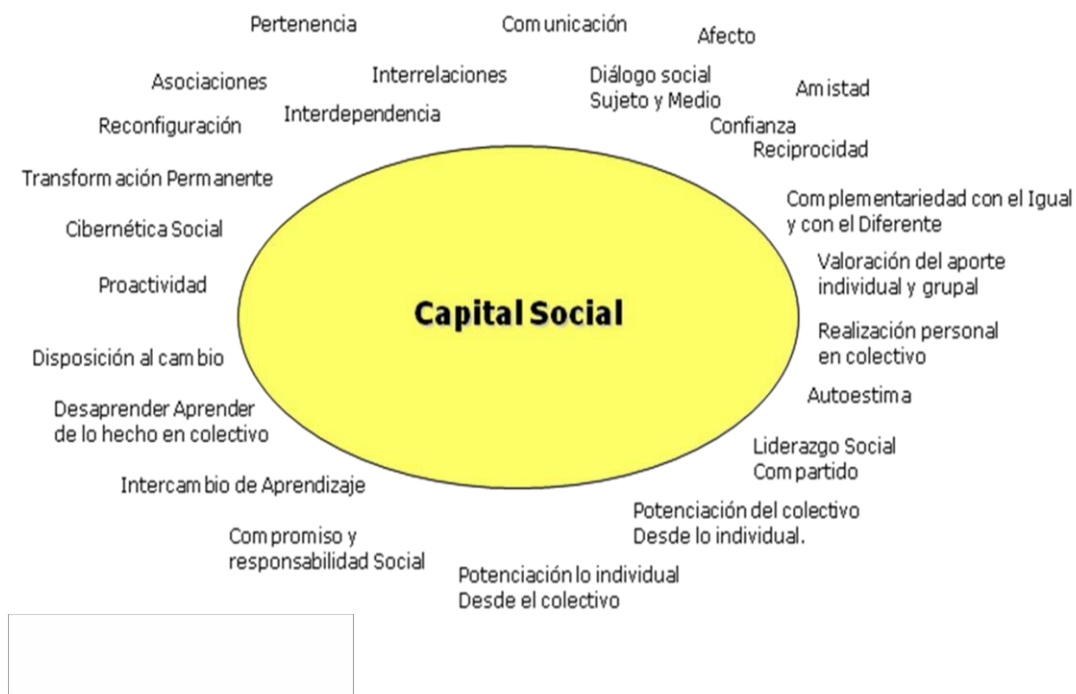 Pertenencia
Comunicación
Afecto
Asociaciones
Interrelaciones
Diálogo social
Sujeto y Medio
Amistad
Reconfiguración
Interdependencia
Confianza
Reciprocidad
Transformación Permanente
Complementariedad con el Igual
y con el Diferente
Cibernética Social
Valoración del aporte
individual y grupal
Proactividad
Capital Social
Realización personal
en colectivo
Disposición al cambio
Autoestima
Desaprender Aprender
de lo hecho en colectivo
Liderazgo Social
Compartido
Intercambio de Aprendizaje
Potenciación del colectivo
Desde lo individual.
Compromiso y
responsabilidad Social
Potenciación lo individual
Desde el colectivo